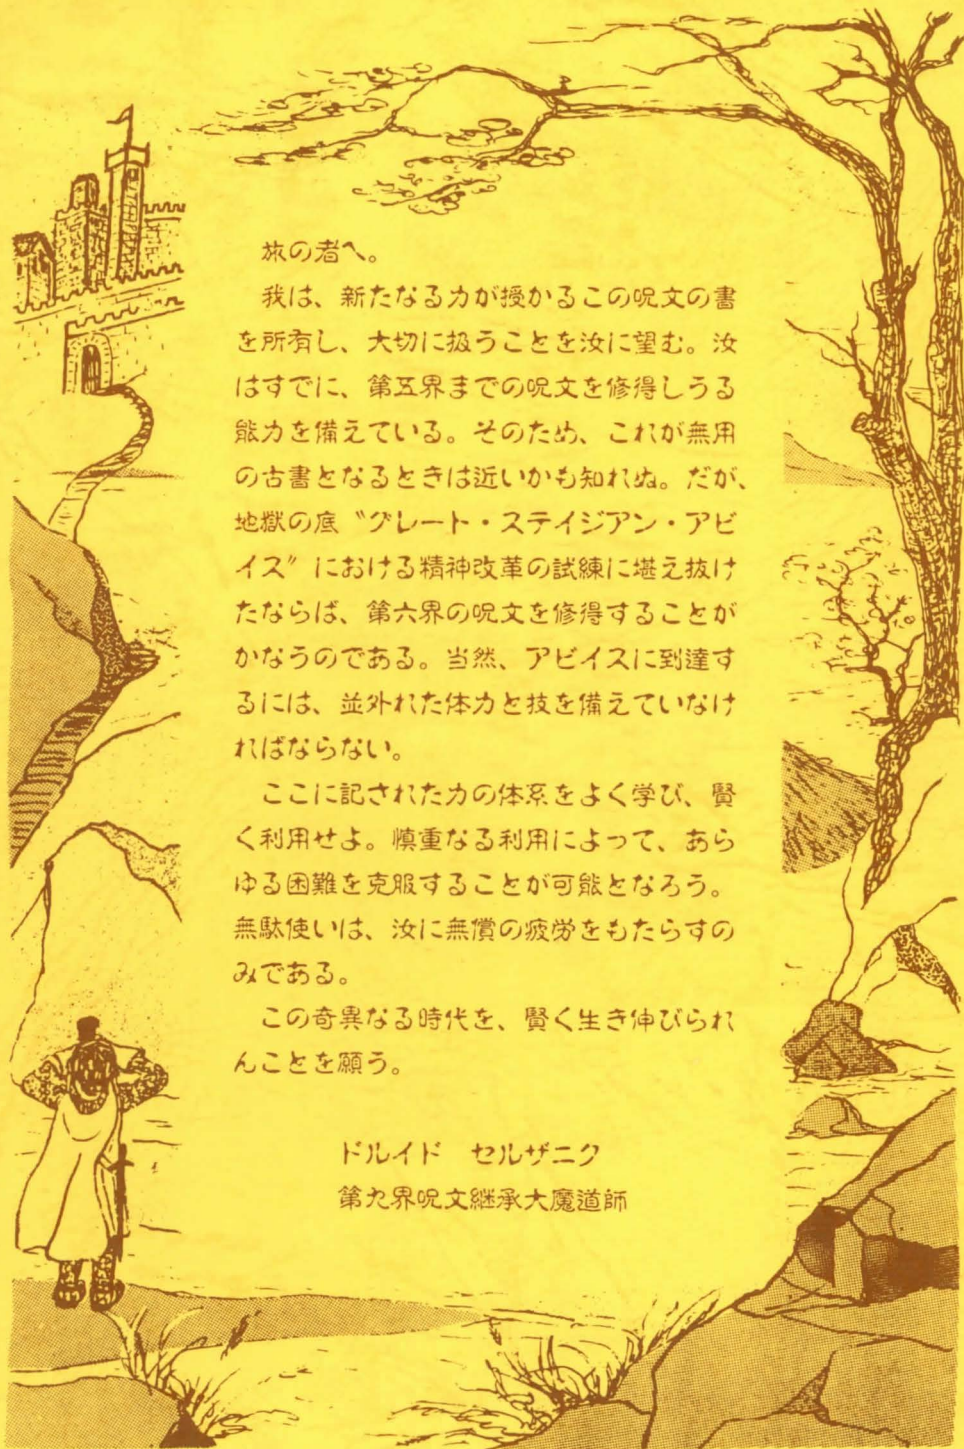 旅の者へ。
我は、新たなる力が授かるこの呪文の書
を所有し、大切に扱うことを汝に望む。汝
はすでに、第五界までの呪文を修得しうる
能力を備えている。そのため、これが無用
の古書となるときは近いかも知れぬ。だが、
地獄の底〝グレート・ステイジアン・アビ
イス〟における精神改革の試練に堪え抜け
たならば、第六界の呪文を修得することが
かなうのである。当然、アビイスに到達す
るには、並外れた体力と技を備えていなけ
ればならない。
ここに記された力の体系をよく学び、賢
く利用せよ。慎重なる利用によって、あら
ゆる困難を克服することが可能となろう。
無駄使いは、汝に無償の疲労をもたらすの
みである。
この奇異なる時代を、賢く生き伸びられ
んことを願う。
ドルイド　セルザニク
第九界呪文継承大魔道師